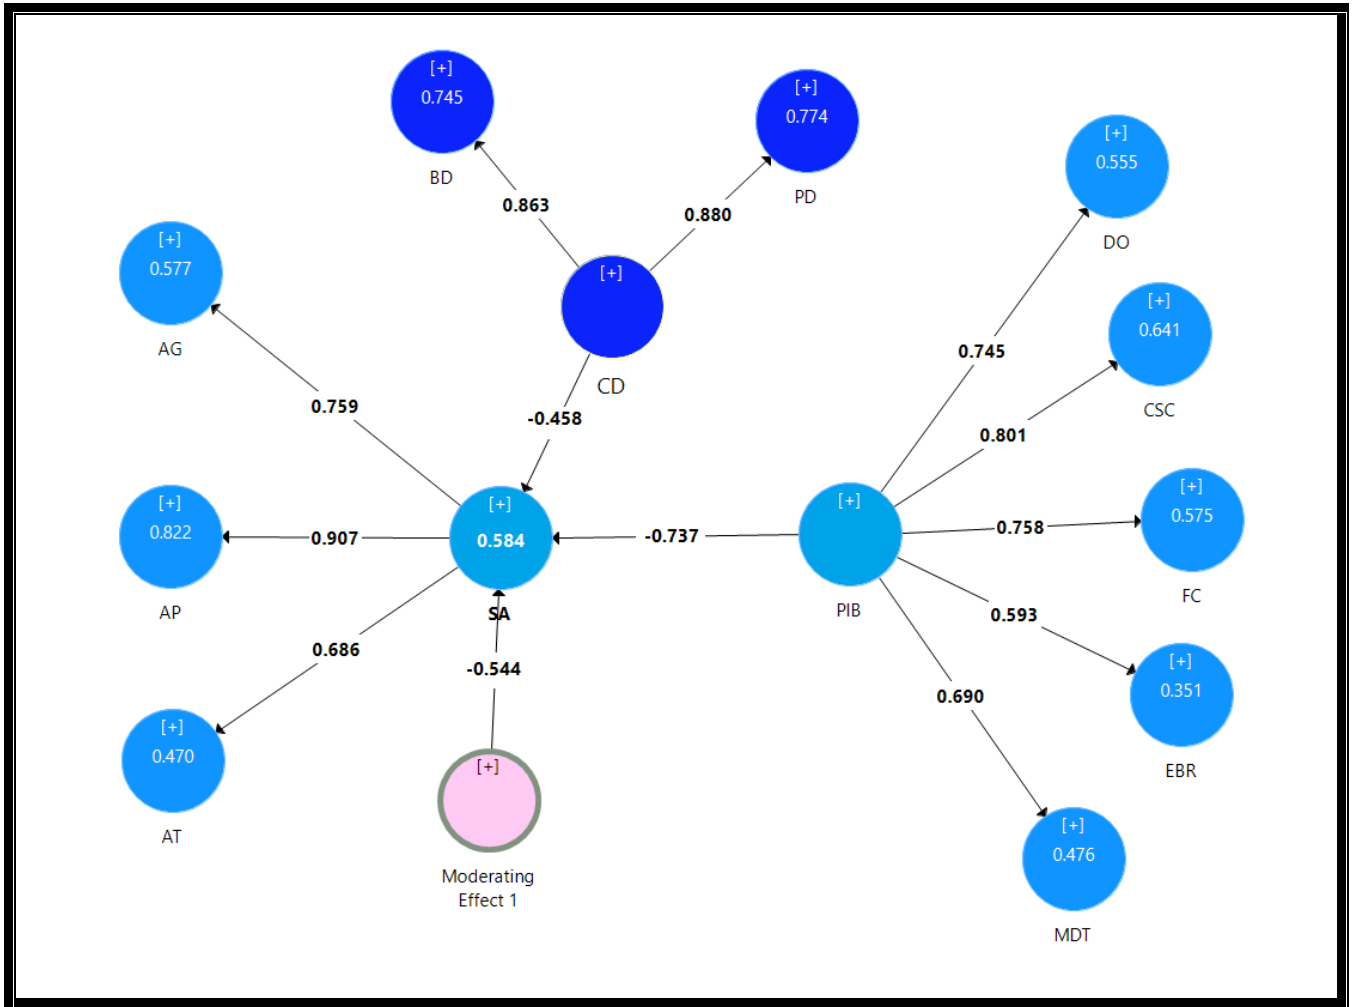 [+]
0.745
BD
[+]
0.774
PD
[+]
0.555
DO
0.863
0.880
[+]
0.577
AG
[+]
CD
[+]
0.641
CSC
0.745
0.759
-0.458
0.801
[+]
0.822
AP
0.907
[+]
0.584
SA
-0.737
[+]
PIB
0.758
[+]
0.575
FC
0.593
0.686
-0.544
0.690
[+]
0.351
EBR
[+]
0.470
AT
[+]
Moderating
Effect 1
[+]
0.476
MDT